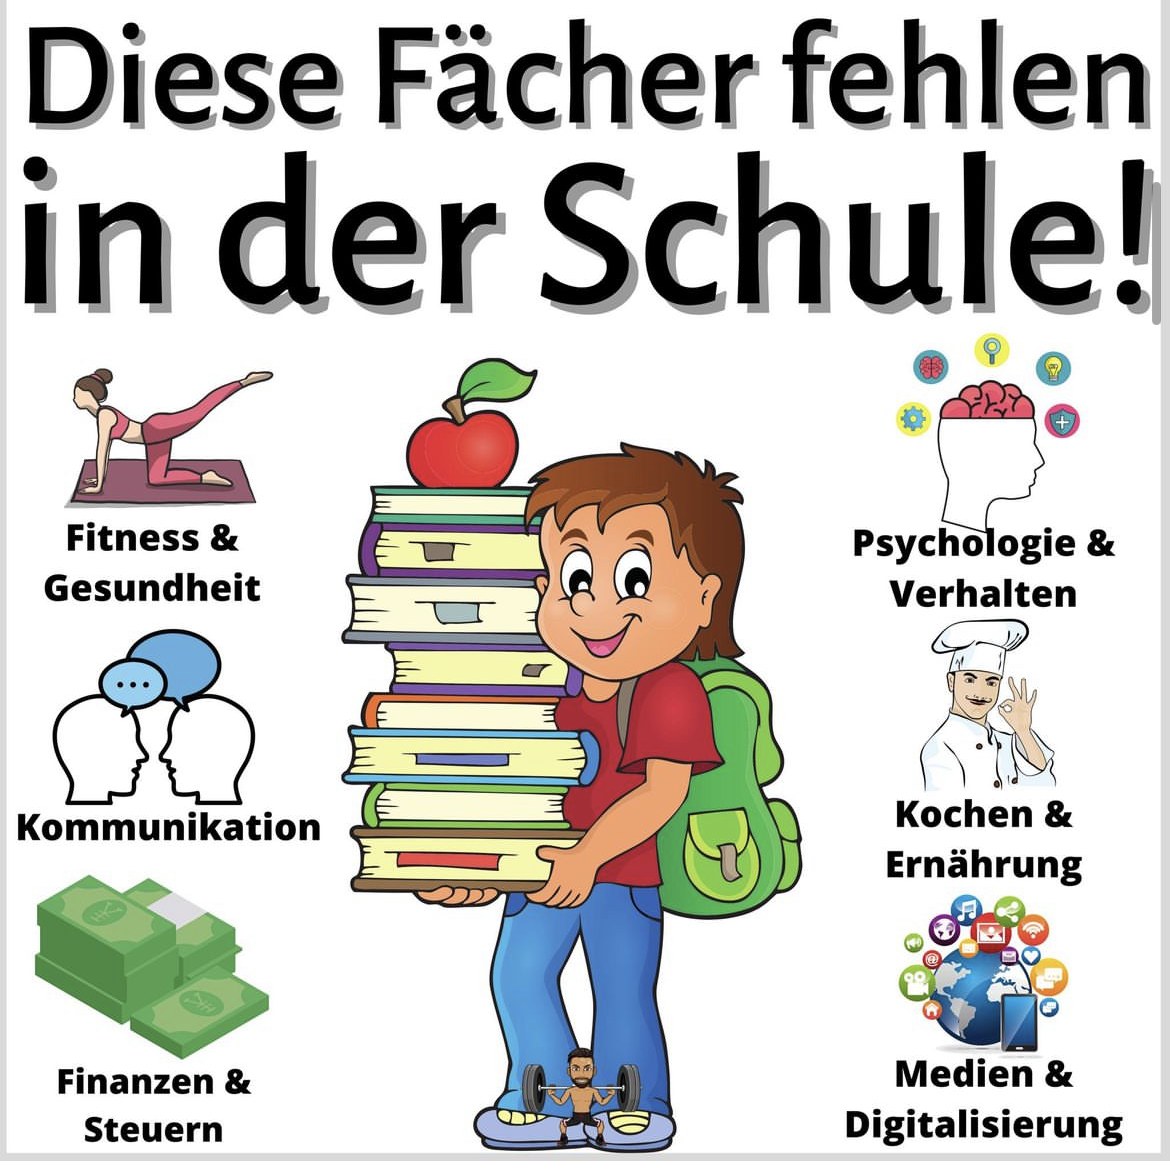 Diese Fächer fehlen
in der Schule!
Fitness &
Gesundheit
Psychologie &
Verhalten
Kommunikation
Kochen &
Ernährung
Finanzen &
Steuern
Medien &
Digitalisierung